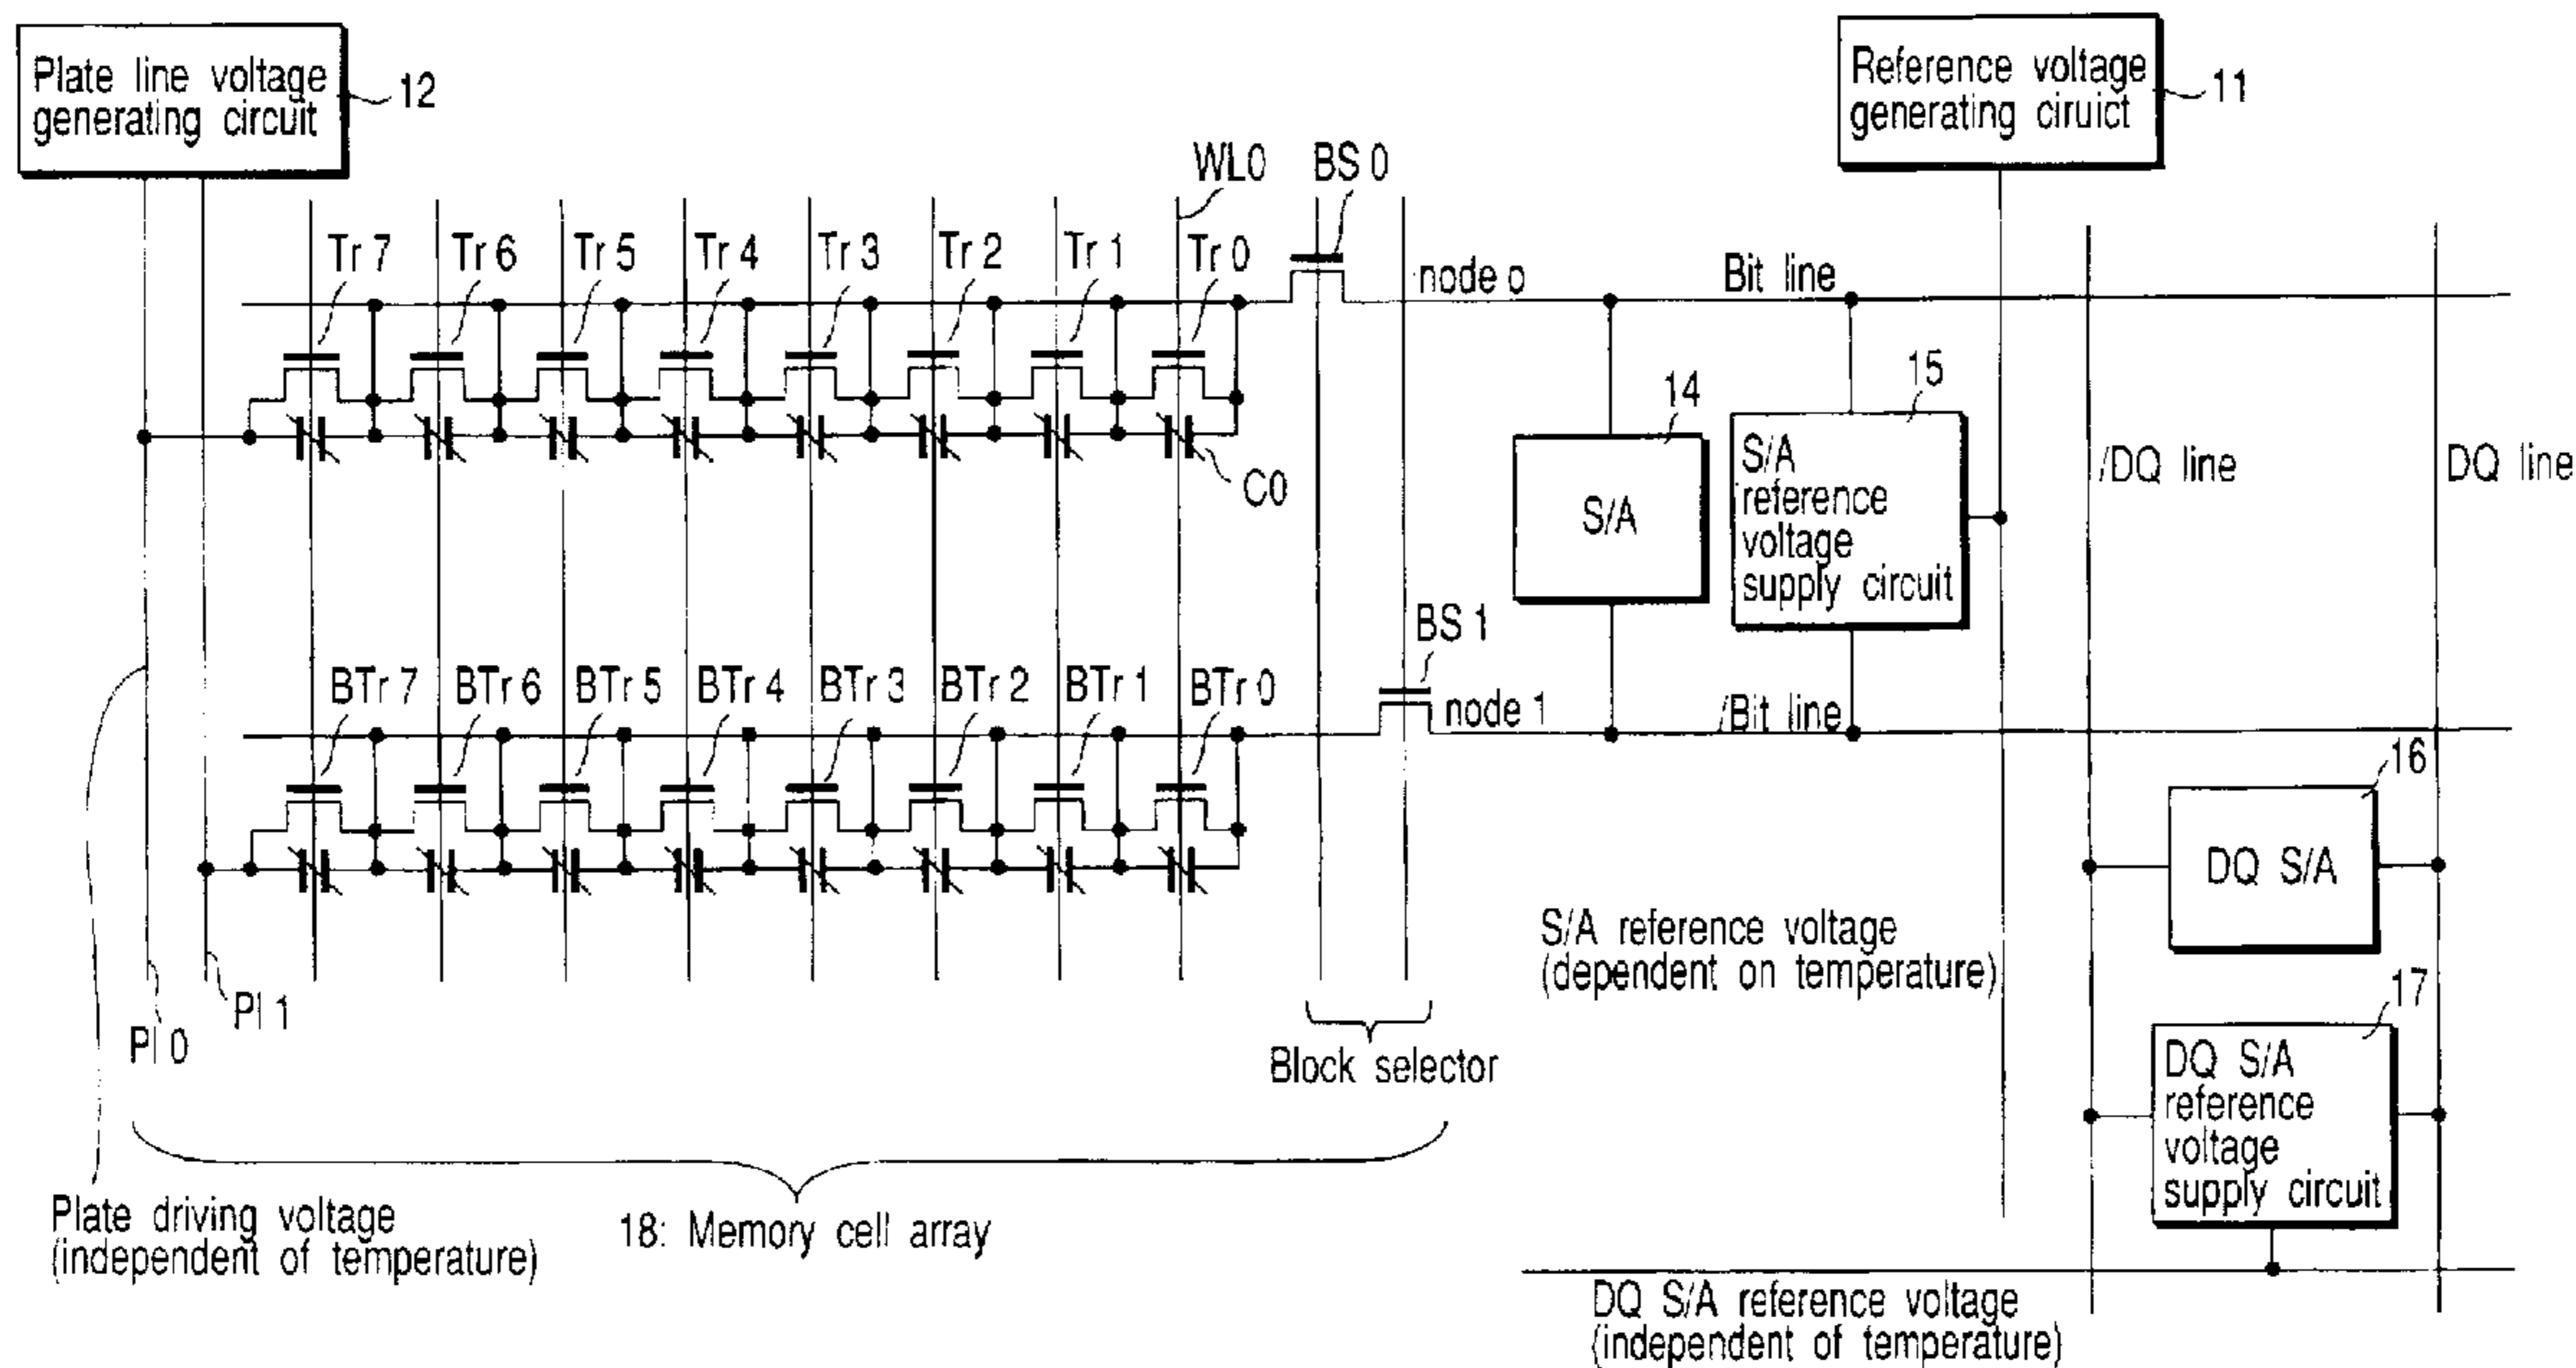 Plate line voltage
generating circuit
12
Reference voltage
generating ciruict
11
WL0
BS 0
Tr 7
Tr 6
Tr 5
Tr 4
Tr 3
Tr 2
Tr 1
Tr 0
node o
Bit line
14
15
S/A
S/A
reference
voltage
supply circuit
/DQ line
DQ line
C0
BS 1
BTr 7
BTr 6
BTr 5
BTr 4
BTr 3
BTr 2
BTr 1
BTr 0
node 1
/Bit line
16
DQ S/A
S/A reference voltage
(dependent on temperature)
17
DQ S/A
reference
voltage
supply circuit
Pl 0
Pl 1
Block selector
Plate driving voltage
(independent of temperature)
18: Memory cell array
DQ S/A reference voltage
(independent of temperature)